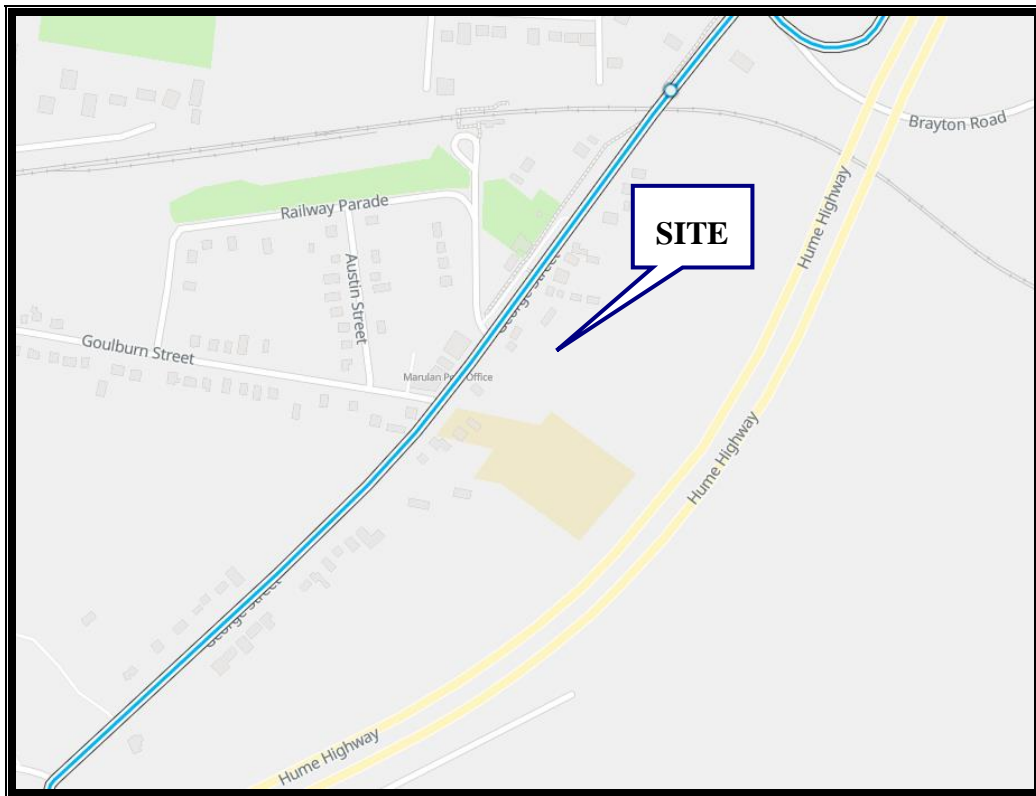 Brayton Road
Railway Parade
Hume Highway
SITE
Austin Street
George Street
Goulburn Street
Marulan Post Office
Hume Highway
George Street
Hume Highway